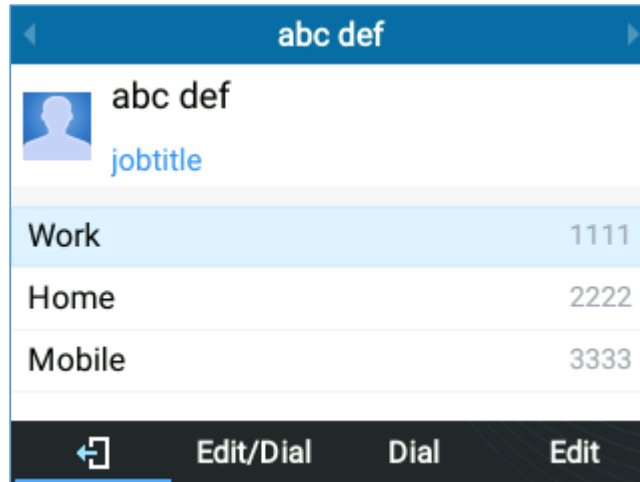 abc def
abc def
jobtitle
Work 1111
Home 2222
Mobile 3333
Edit/Dial Dial Edit